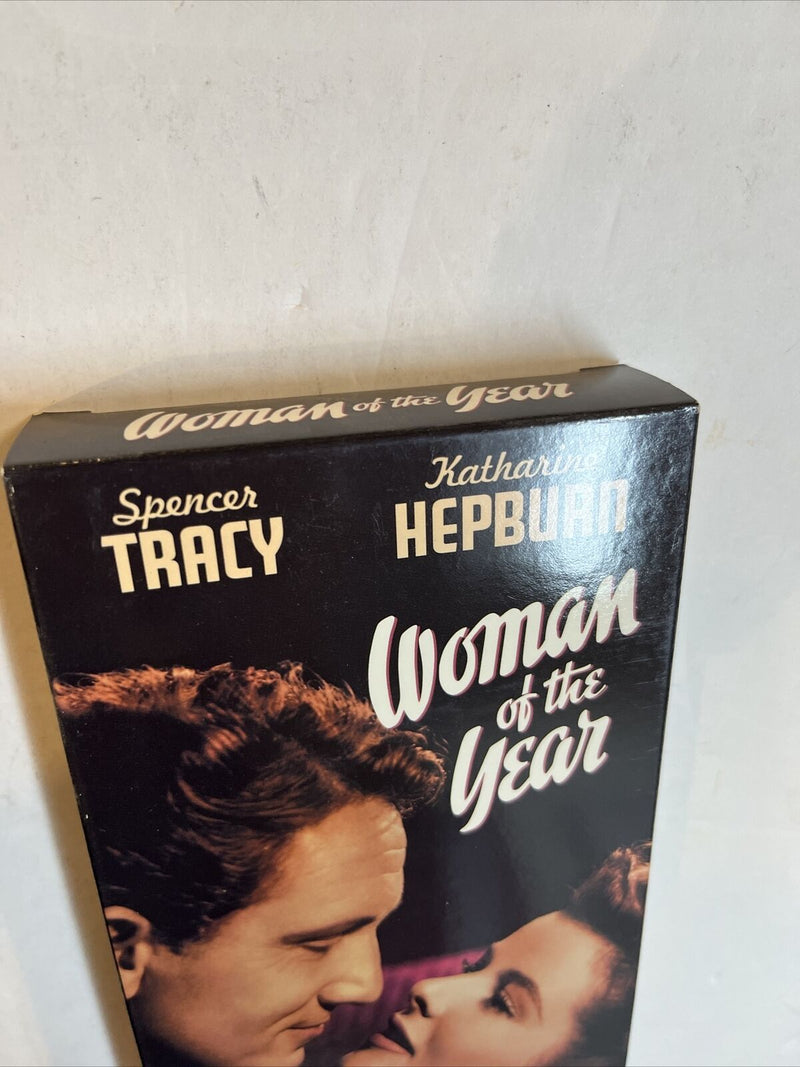 Woman of the Year
Spencer
TRACY
Katharine
HEPBURN
Woman
of the
Year